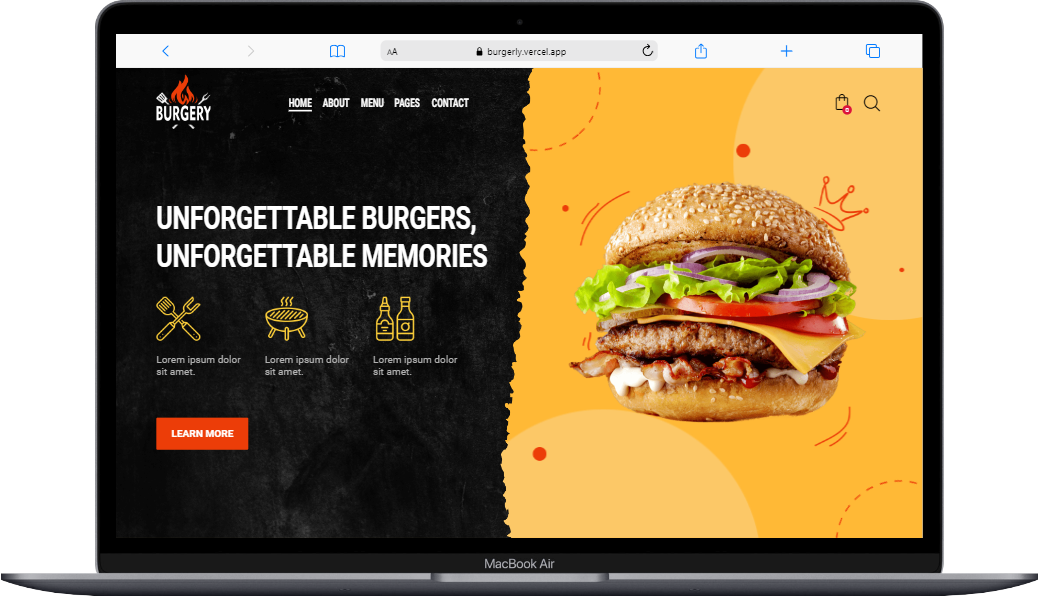 AA
burgerly.vercel.app
BURGERY
HOME ABOUT MENU PAGES CONTACT
0
UNFORGETTABLE BURGERS,
UNFORGETTABLE MEMORIES
Lorem ipsum dolor
sit amet.
Lorem ipsum dolor
sit amet.
Lorem ipsum dolor
sit amet.
LEARN MORE
MacBook Air